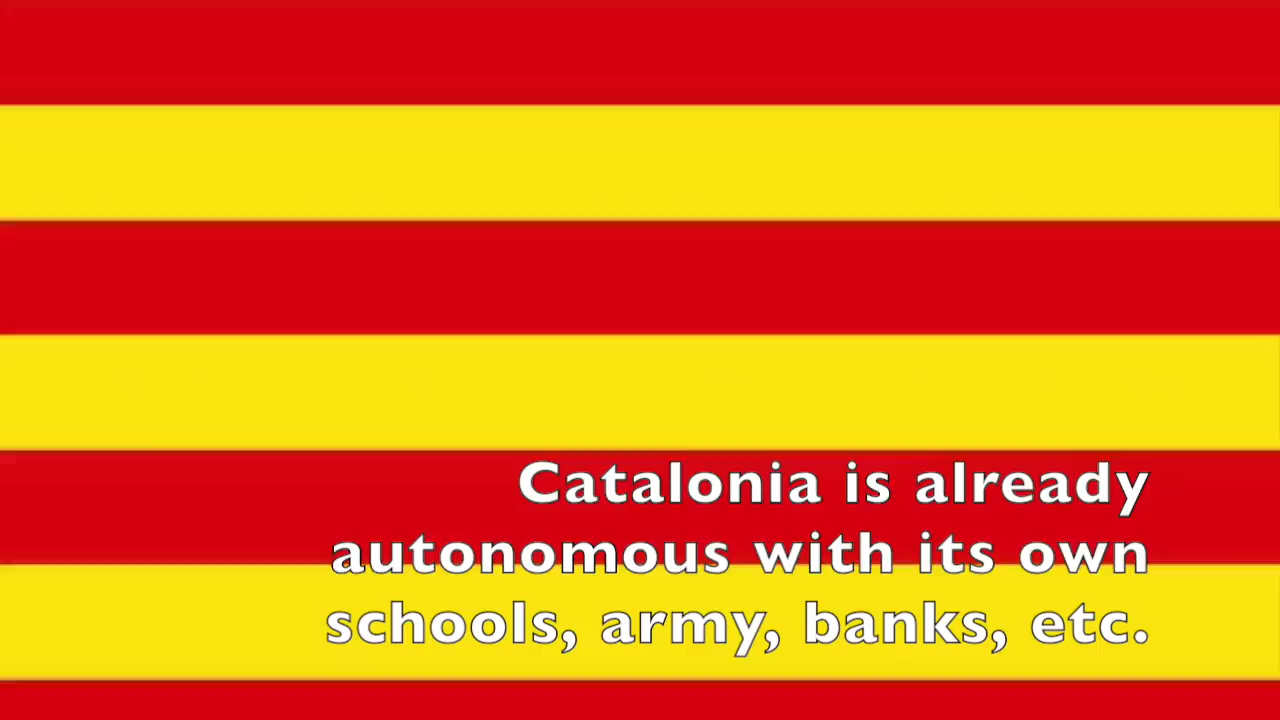 Catalonia is already
autonomous with its own
schools, army, banks, etc.